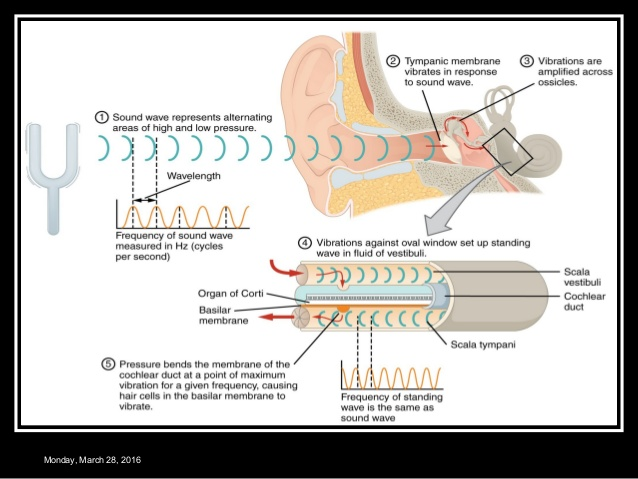 ① Sound wave represents alternating
areas of high and low pressure.
② Tympanic membrane
vibrates in response
to sound wave.
③ Vibrations are
amplified across
ossicles.
Wavelength
Frequency of sound wave
measured in Hz (cycles
per second)
④ Vibrations against oval window set up standing
wave in fluid of vestibuli.
Scala
vestibuli
Cochlear
duct
Organ of Corti
Basilar
membrane
Scala tympani
⑤ Pressure bends the membrane of the
cochlear duct at a point of maximum
vibration for a given frequency, causing
hair cells in the basilar membrane to
vibrate.
Frequency of standing
wave is the same as
sound wave
Monday, March 28, 2016